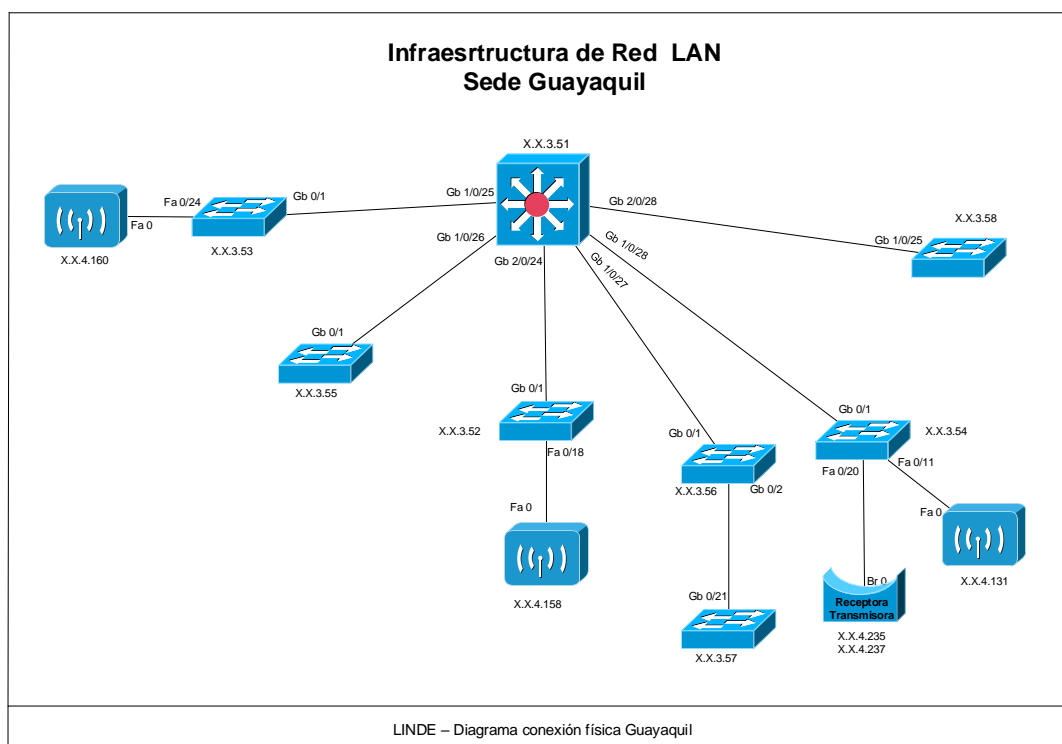 Infraesrtructura de Red  LAN
Sede Guayaquil
X.X.3.51
Fa 0/24
Gb 0/1
Gb 1/0/25
Gb 2/0/28
X.X.3.58
Fa 0
X.X.3.53
Gb 1/0/26
Gb 1/0/28
Gb 1/0/25
X.X.4.160
Gb 2/0/24
Gb 1/0/27
Gb 0/1
X.X.3.55
Gb 0/1
X.X.3.52
Fa 0/18
Gb 0/1
X.X.3.56
Gb 0/2
Gb 0/1
X.X.3.54
Fa 0/20
Fa 0/11
Fa 0
X.X.4.158
Fa 0
X.X.4.131
Gb 0/21
X.X.3.57
Br 0
Receptora
Transmisora
X.X.4.235
X.X.4.237
LINDE – Diagrama conexión física Guayaquil